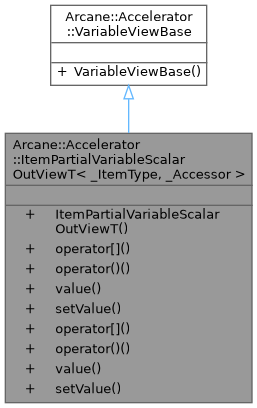 Arcane::Accelerator
::VariableViewBase
+ VariableViewBase()
Arcane::Accelerator
::ItemPartialVariableScalar
OutViewT< _ItemType, _Accessor >
+ ItemPartialVariableScalar
OutViewT()
+ operator[]()
+ operator()()
+ value()
+ setValue()
+ operator[]()
+ operator()()
+ value()
+ setValue()